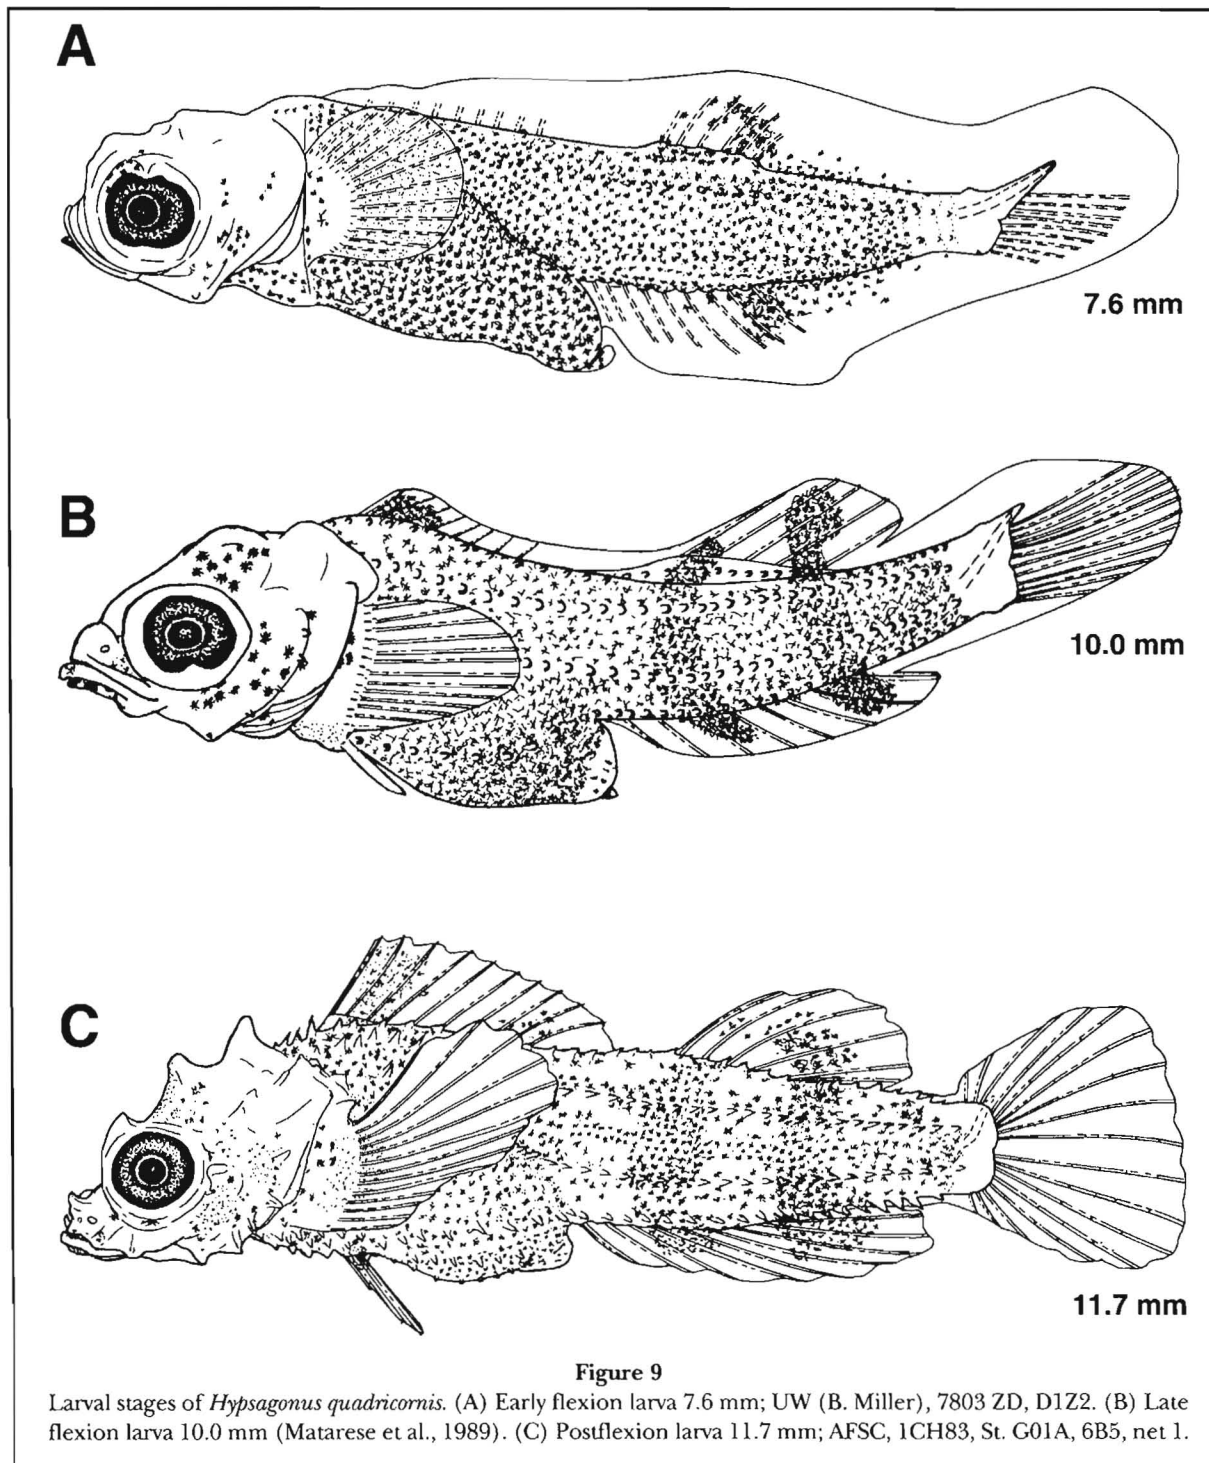 A
7.6 mm
B
10.0 mm
C
11.7 mm
Figure 9
Larval stages of Hypsagonus quadricornis. (A) Early flexion larva 7.6 mm; UW (B. Miller), 7803 ZD, D1Z2. (B) Late
flexion larva 10.0 mm (Matarese et al., 1989). (C) Postflexion larva 11.7 mm; AFSC, 1CH83, St. G01A, 6B5, net 1.